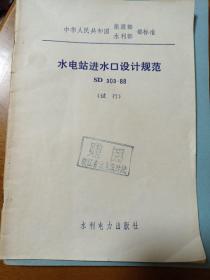 中华人民共和国 能源部 部标准
水利部
水电站进水口设计规范
SD 303-88
(试行)
水利电力出版社